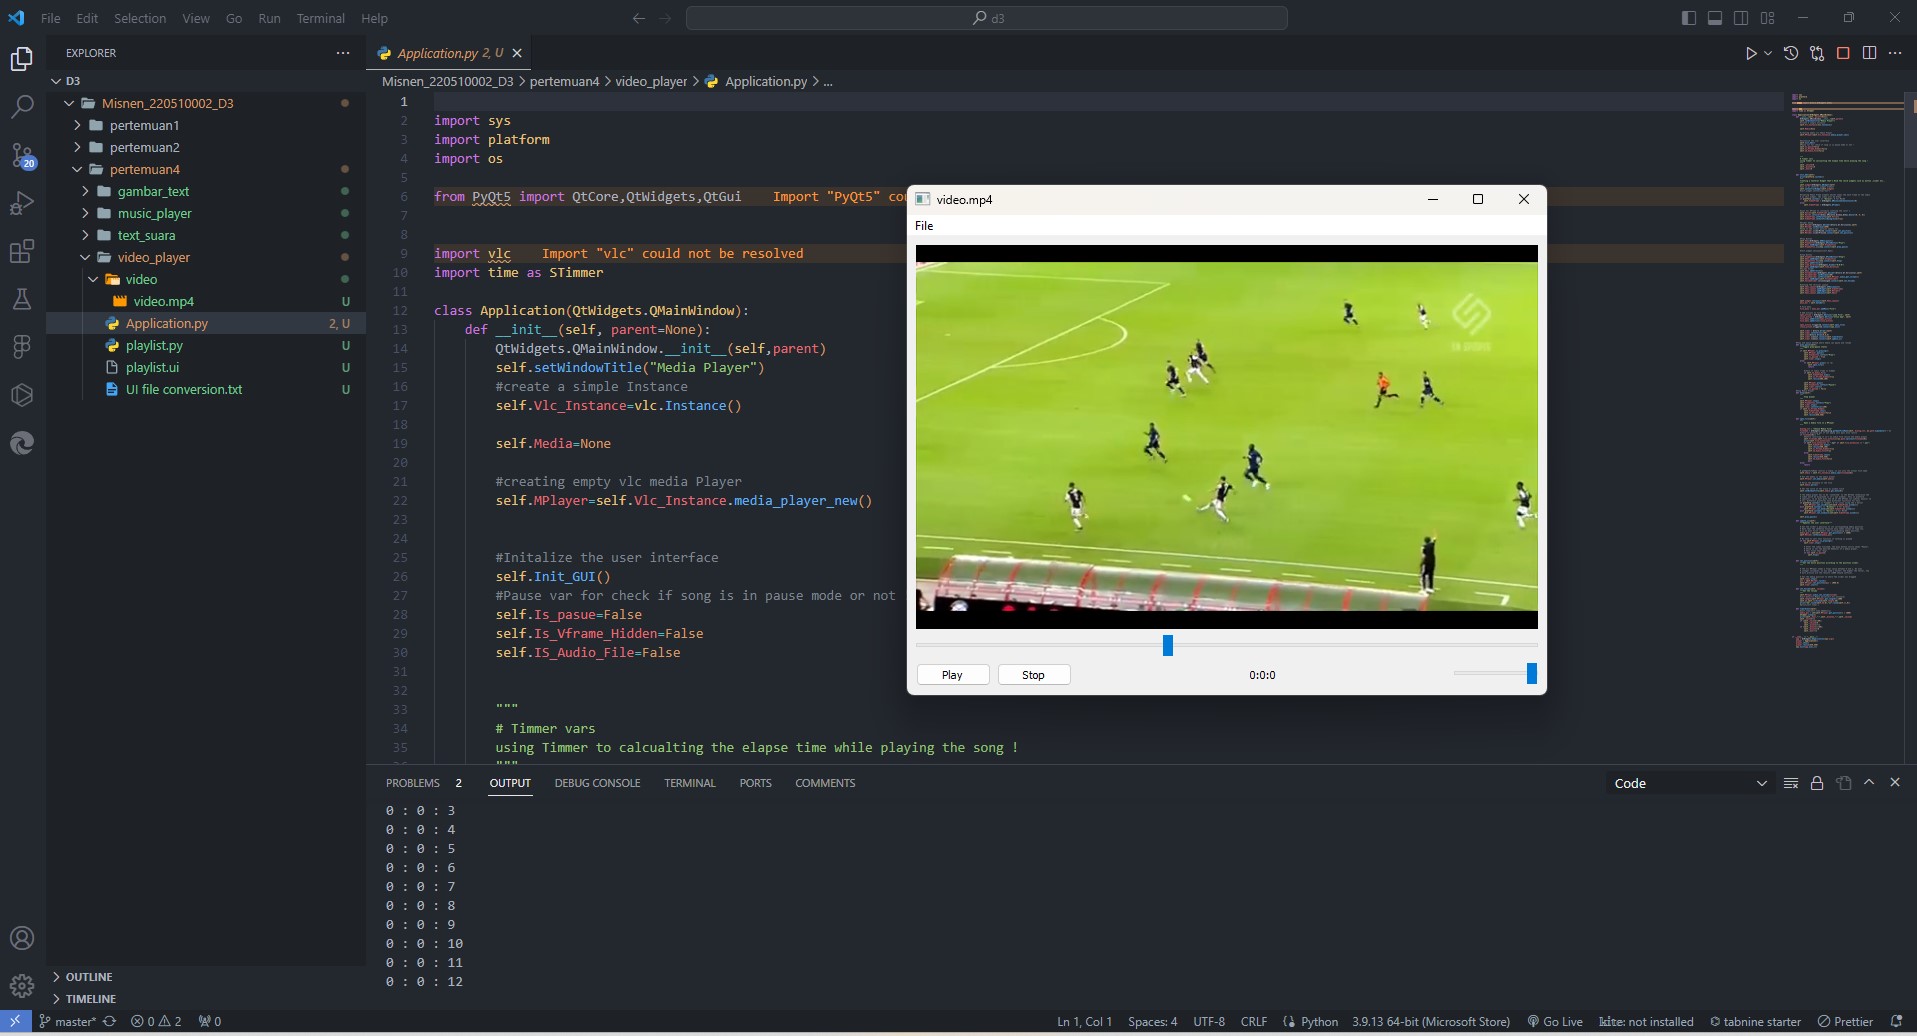 File Edit Selection View Go Run Terminal Help
d3
EXPLORER
D3
Misnen_220510002_D3
pertemuan1
pertemuan2
pertemuan4
gambar_text
music_player
text_suara
video_player
video
video.mp4 U
Application.py 2, U
playlist.py U
playlist.ui U
UI file conversion.txt U
OUTLINE
TIMELINE
20
Application.py 2, U
Misnen_220510002_D3 > pertemuan4 > video_player > Application.py > ...
1
2 import sys
3 import platform
4 import os
5
6 from PyQt5 import QtCore,QtWidgets,QtGui Import "PyQt5" cou
7
8
9 import vlc Import "vlc" could not be resolved
10 import time as STimmer
11
12 class Application(QtWidgets.QMainWindow):
13 def __init__(self, parent=None):
14 QtWidgets.QMainWindow.__init__(self,parent)
15 self.setWindowTitle("Media Player")
16 #create a simple Instance
17 self.Vlc_Instance=vlc.Instance()
18
19 self.Media=None
20
21 #creating empty vlc media Player
22 self.MPlayer=self.Vlc_Instance.media_player_new()
23
24
25 #Initalize the user interface
26 self.Init_GUI()
27 #Pause var for check if song is in pause mode or not
28 self.Is_pasue=False
29 self.Is_Vframe_Hidden=False
30 self.IS_Audio_File=False
31
32
33 """
34 # Timmer vars
35 using Timmer to calcualting the elapse time while playing the song !
"""
video.mp4
File
Play Stop 0:0:0
PROBLEMS 2 OUTPUT DEBUG CONSOLE TERMINAL PORTS COMMENTS
Code
0 : 0 : 3
0 : 0 : 4
0 : 0 : 5
0 : 0 : 6
0 : 0 : 7
0 : 0 : 8
0 : 0 : 9
0 : 0 : 10
0 : 0 : 11
0 : 0 : 12
master* 0 2 0 Ln 1, Col 1 Spaces: 4 UTF-8 CRLF Python 3.9.13 64-bit (Microsoft Store) Go Live kite: not installed tabnine starter Prettier